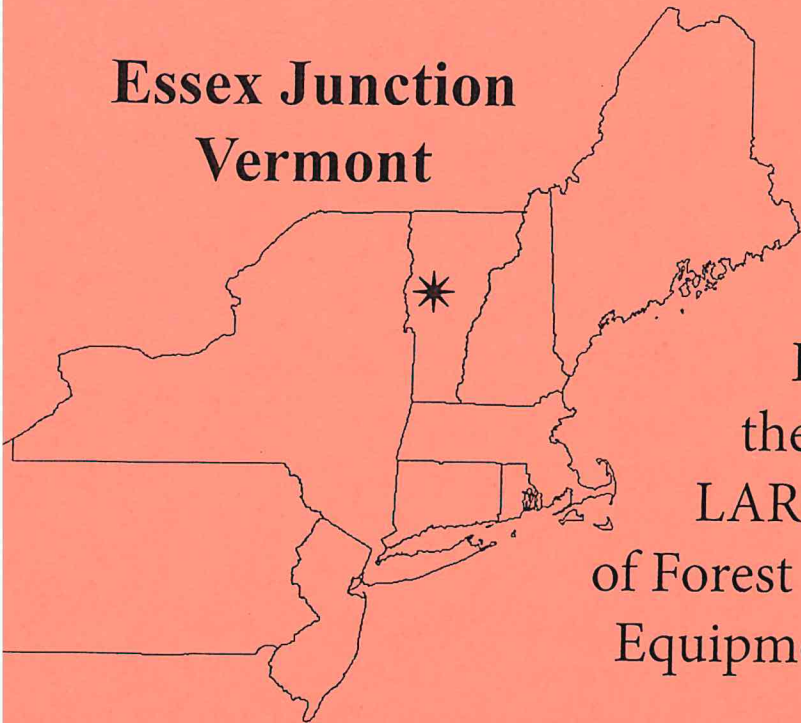 Essex Junction
Vermont
the
LAR
of Forest
Equipm